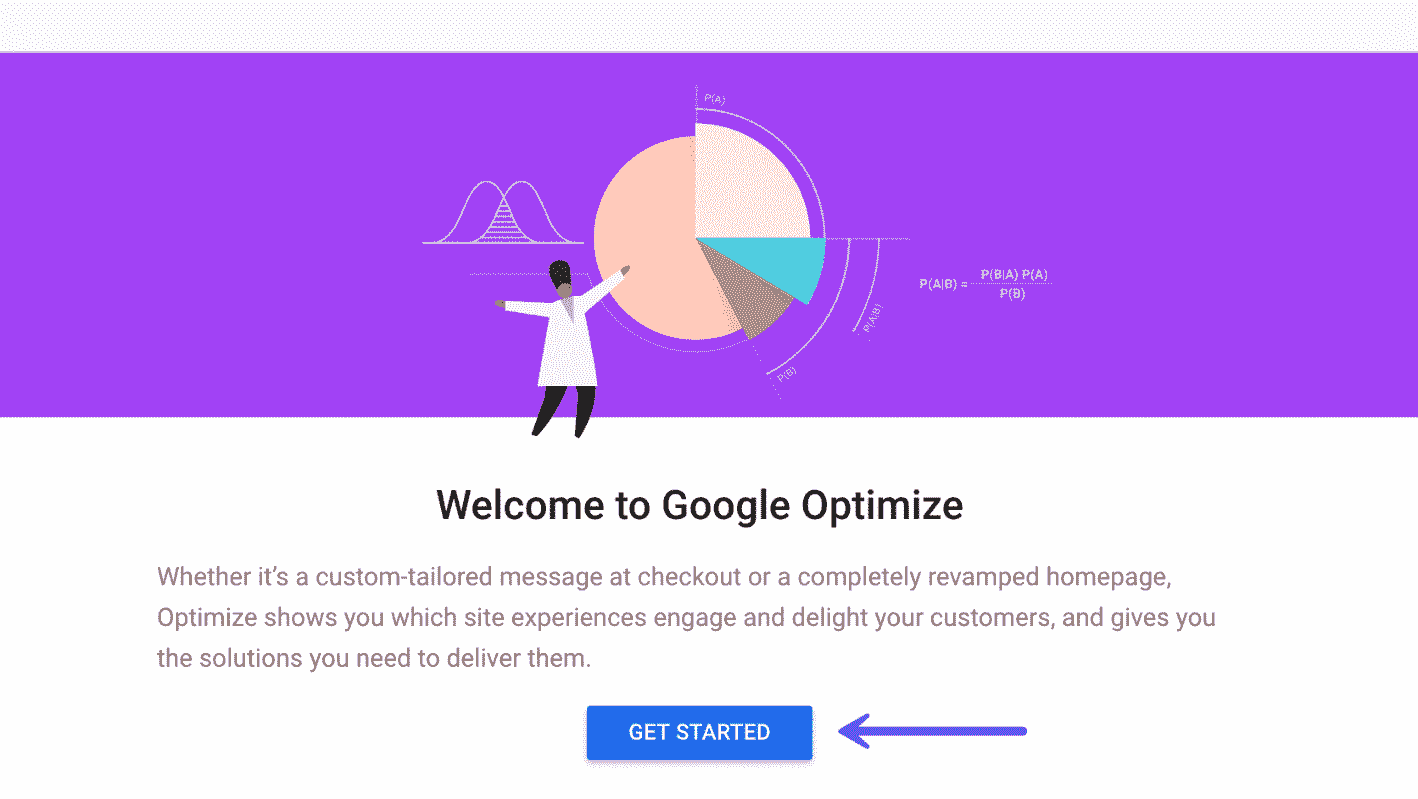 P(A)
P(A|B) = P(B|A) P(A)
P(B)
P(A|B)
P(B)
Welcome to Google Optimize
Whether it’s a custom-tailored message at checkout or a completely revamped homepage,
Optimize shows you which site experiences engage and delight your customers, and gives you
the solutions you need to deliver them.
GET STARTED